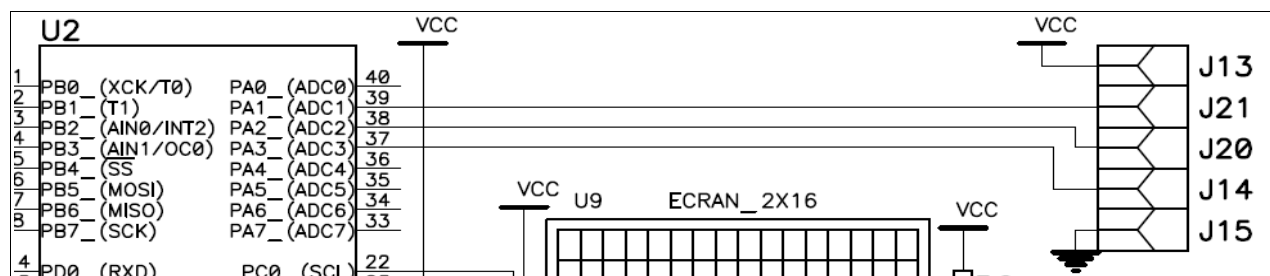 U2 VCC VCC
J13
1 PB0_(XCK/T0) PA0_(ADC0) 40
2 PB1_(T1) PA1_(ADC1) 39
J21
3 PB2_(AIN0/INT2) PA2_(ADC2) 38
4 PB3_(AIN1/OC0) PA3_(ADC3) 37
J20
5 PB4_(SS PA4_(ADC4) 36
6 PB5_(MOSI) PA5_(ADC5) 35
J14
7 PB6_(MISO) PA6_(ADC6) 34
VCC U9 ECRAN_2X16 VCC
8 PB7_(SCK) PA7_(ADC7) 33
J15
4 PD0_(RXD) PC0_(SCL) 22